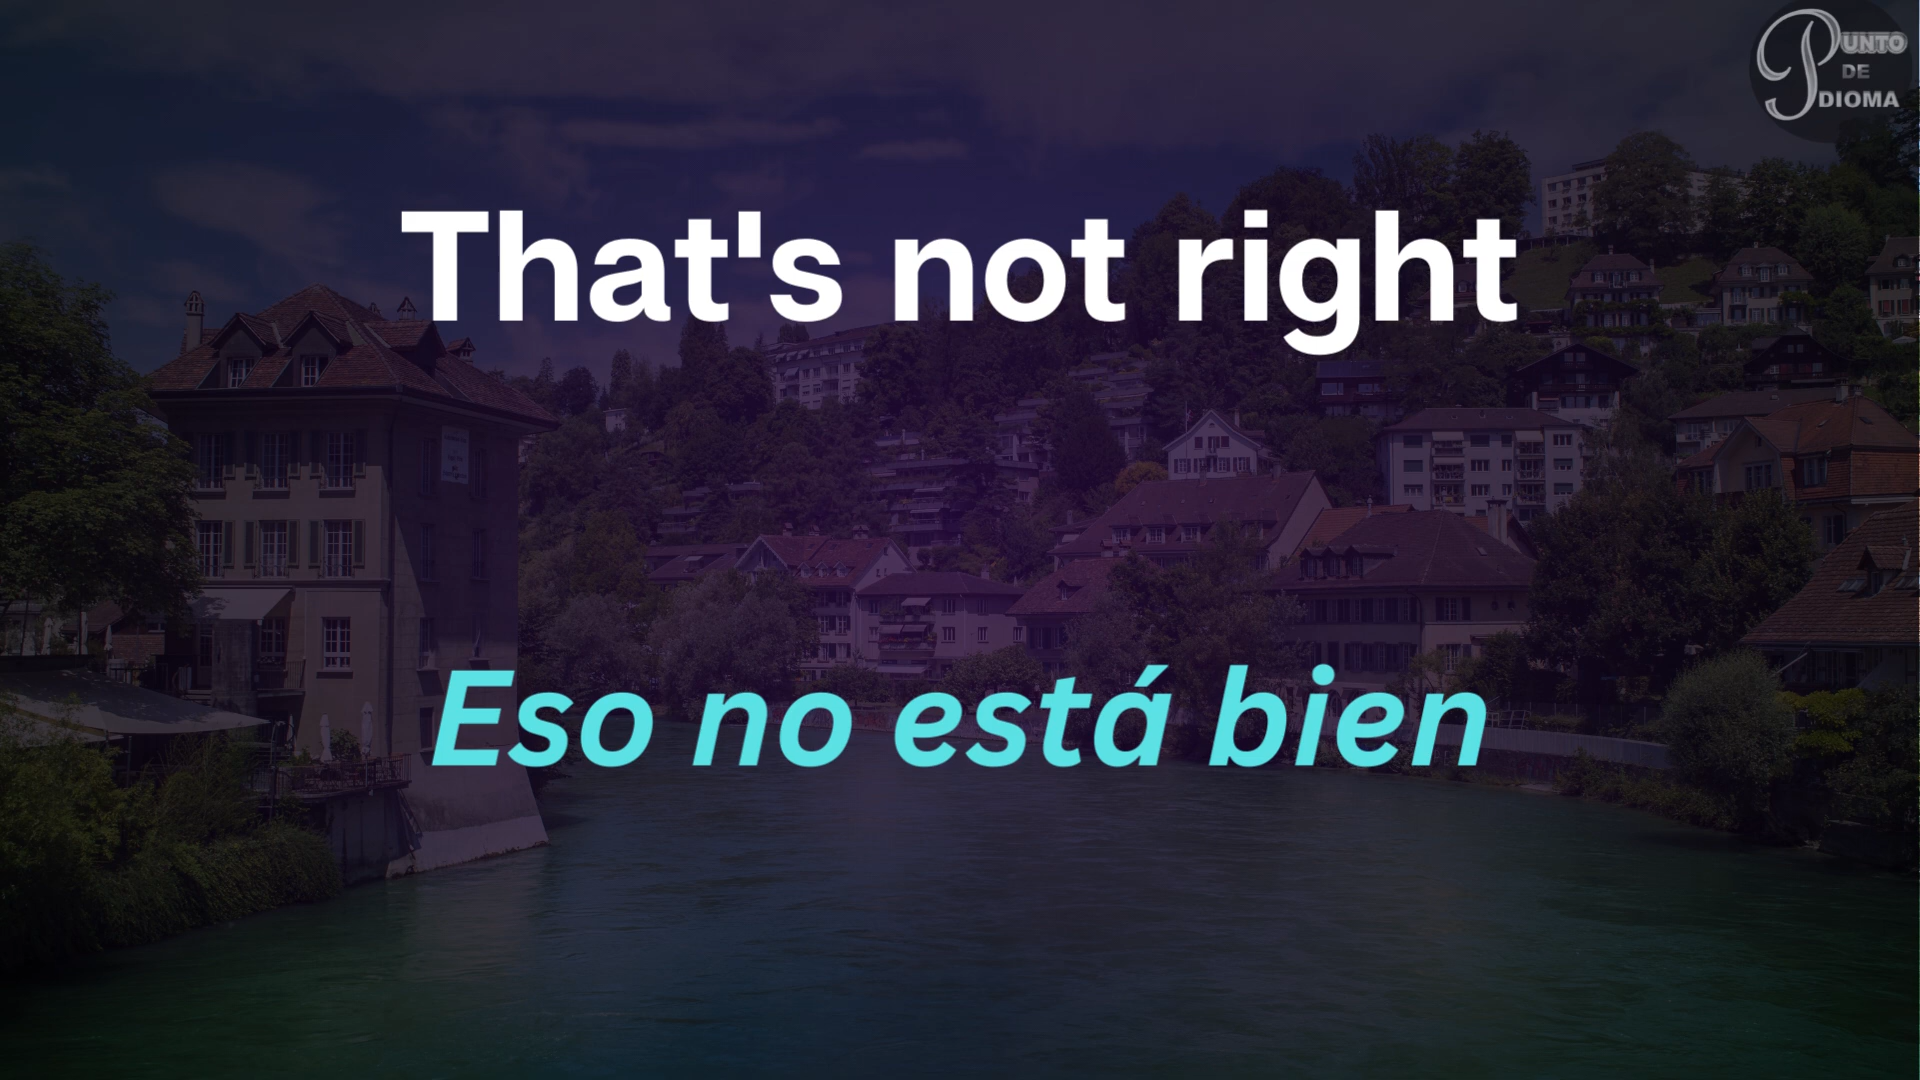 PUNTO
DE
IDIOMA
That's not right
Eso no está bien